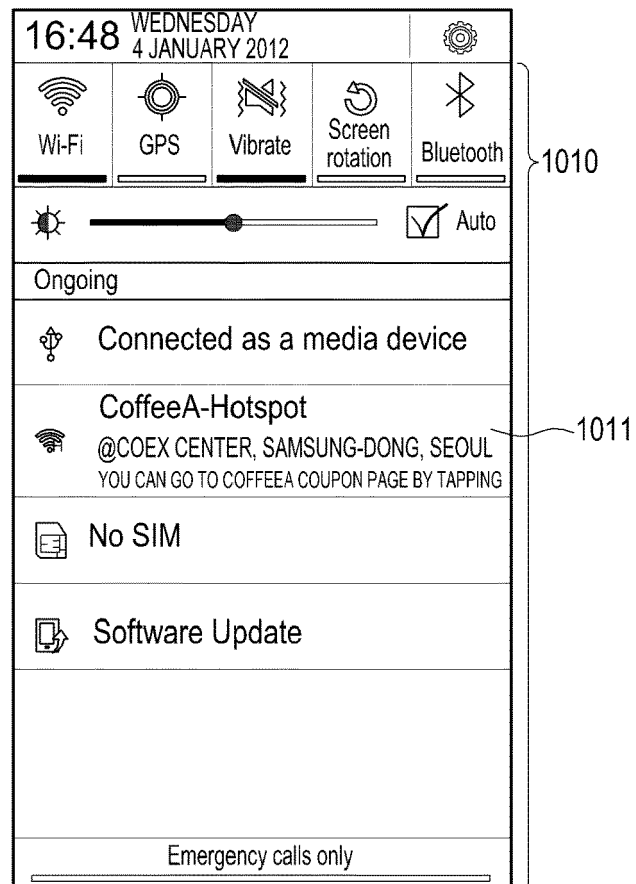 16:48 WEDNESDAY
4 JANUARY 2012
Wi-Fi GPS Vibrate Screen rotation Bluetooth
1010
Auto
Ongoing
Connected as a media device
CoffeeA-Hotspot
1011
@COEX CENTER, SAMSUNG-DONG, SEOUL
YOU CAN GO TO COFFEEA COUPON PAGE BY TAPPING
No SIM
Software Update
Emergency calls only